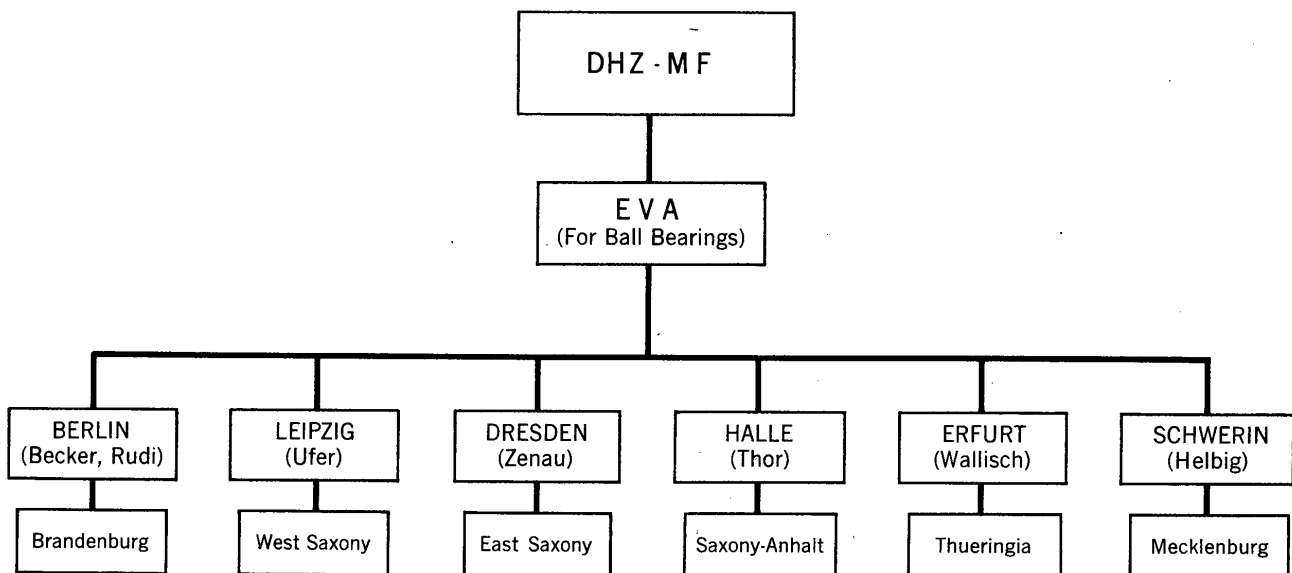 DHZ - MF
EVA
(For Ball Bearings)
BERLIN
(Becker, Rudi)
LEIPZIG
(Ufer)
DRESDEN
(Zenau)
HALLE
(Thor)
ERFURT
(Wallisch)
SCHWERIN
(Helbig)
Brandenburg
West Saxony
East Saxony
Saxony-Anhalt
Thueringia
Mecklenburg